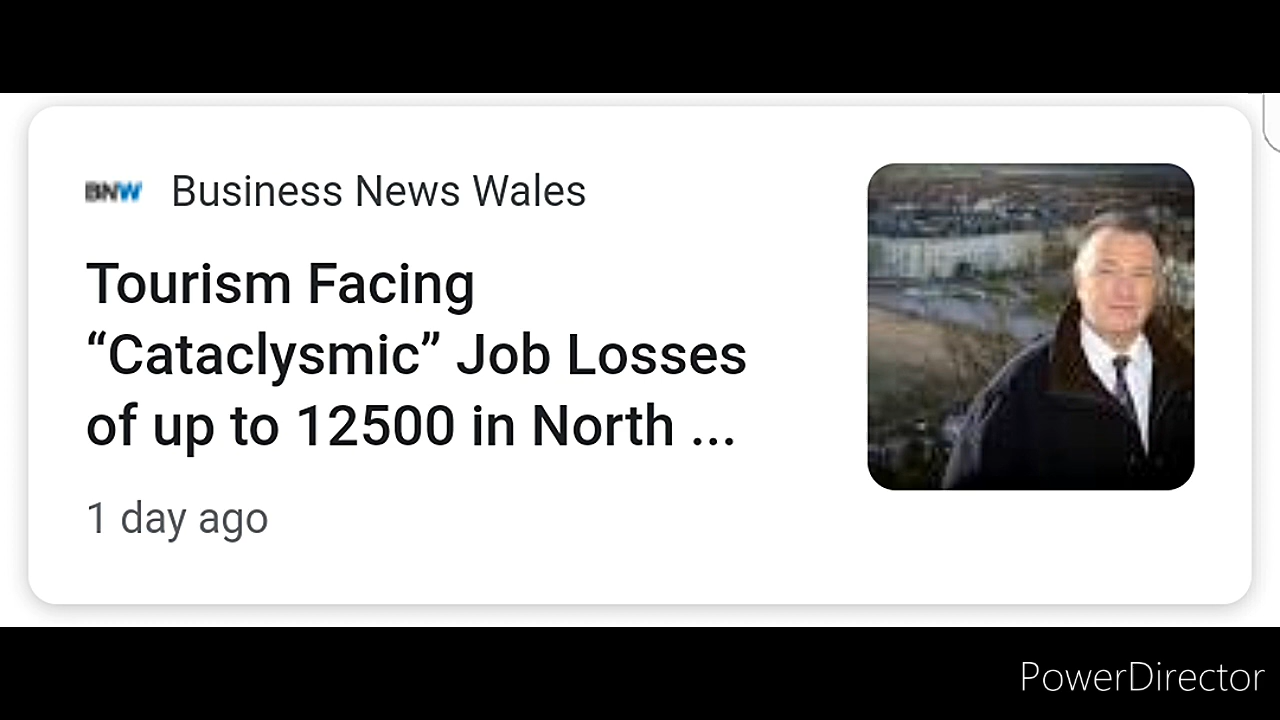 BNW Business News Wales
Tourism Facing
“Cataclysmic” Job Losses
of up to 12500 in North ...
1 day ago
PowerDirector